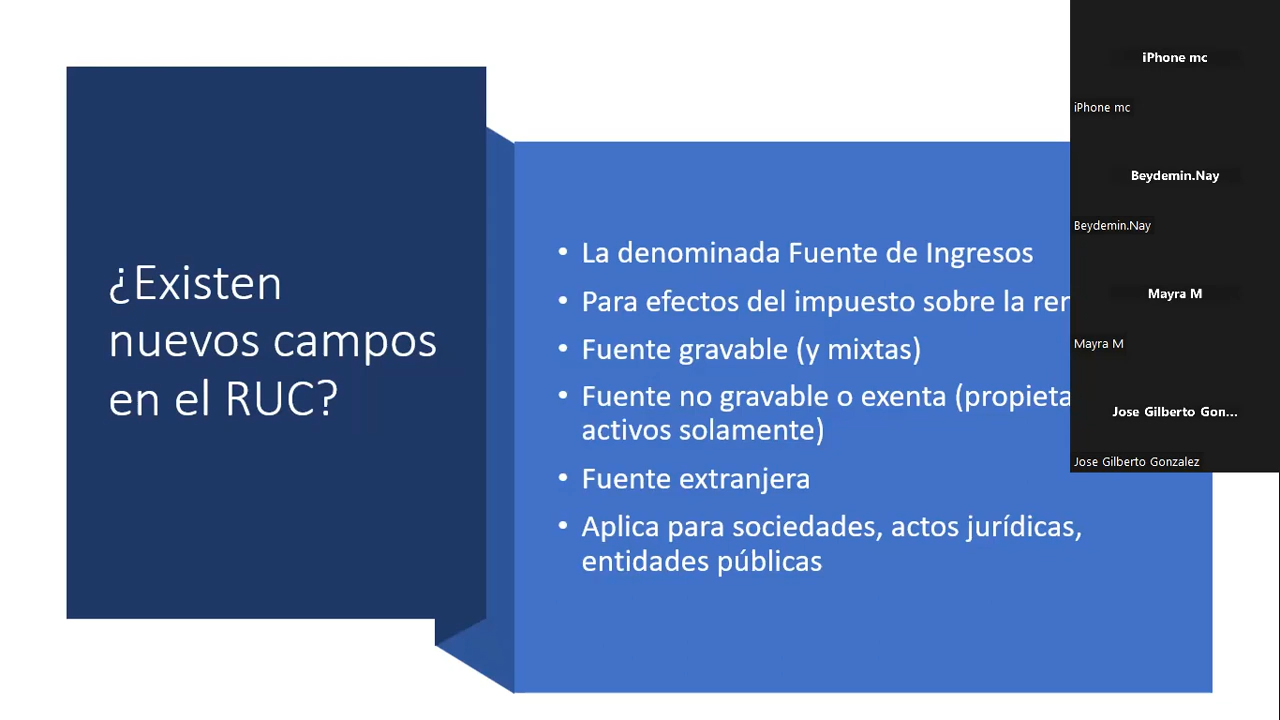 ¿Existen
nuevos campos
en el RUC?
• La denominada Fuente de Ingresos
• Para efectos del impuesto sobre la
• Fuente gravable (y mixtas)
• Fuente no gravable o exenta
activos solamente)
• Fuente extranjera
• Aplica para sociedades, actos jurídicas,
entidades públicas
iPhone mc
iPhone mc
Beydemin.Nay
Beydemin.Nay
Mayra M
Mayra M
Jose Gilberto Gon...
Jose Gilberto Gonzalez